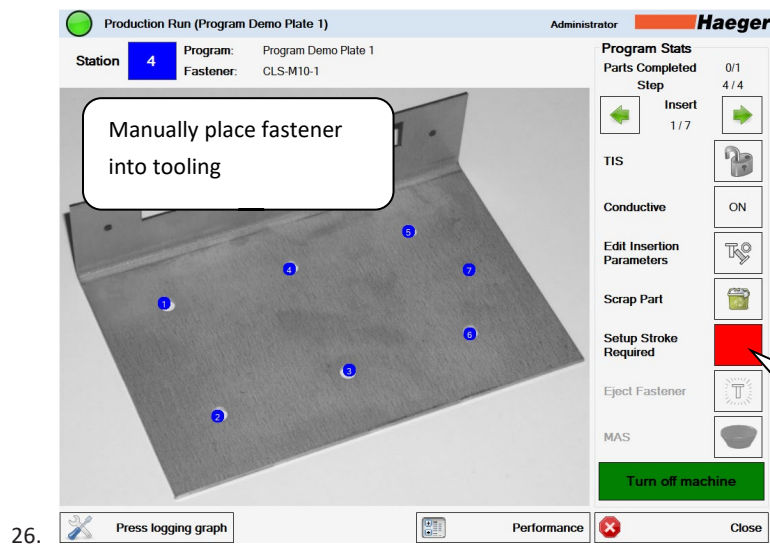 Production Run (Program Demo Plate 1)
Administrator
Haeger
Station
4
Program:
Program Demo Plate 1
Fastener:
CLS-M10-1
Program Stats
Parts Completed
0/1
Step
4 / 4
Insert
1 / 7
Manually place fastener
into tooling
TIS
Conductive
ON
Edit Insertion
Parameters
Scrap Part
Setup Stroke
Required
Eject Fastener
MAS
Turn off machine
5
4
7
1
6
3
2
26.
Press logging graph
Performance
Close